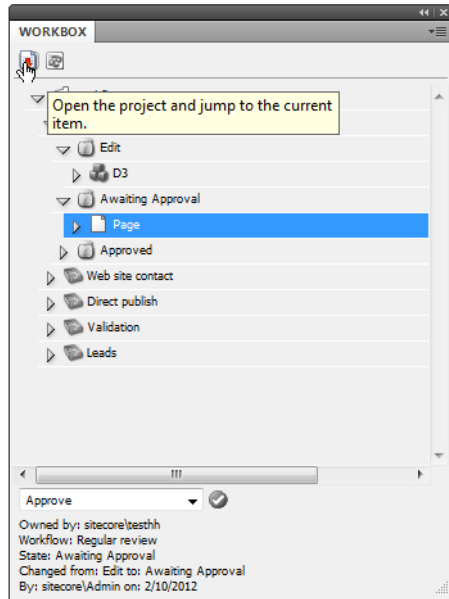 WORKBOX
Open the project and jump to the current
item.
Edit
D3
Awaiting Approval
Page
Approved
Web site contact
Direct publish
Validation
Leads
Approve
Owned by: sitecore\testhh
Workflow: Regular review
State: Awaiting Approval
Changed from: Edit to: Awaiting Approval
By: sitecore\Admin on: 2/10/2012